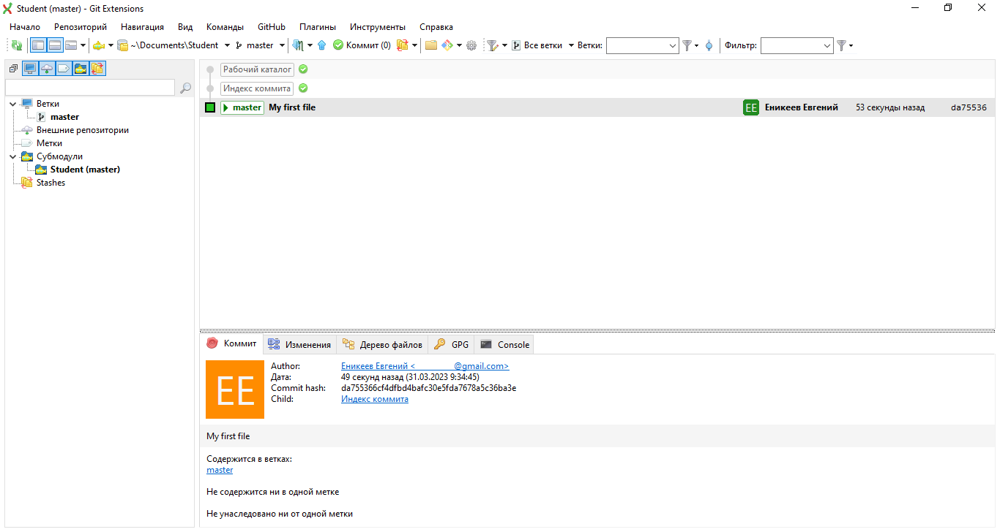 Student (master) - Git Extensions
Начало Репозиторий Навигация Вид Команды GitHub Плагины Инструменты Справка
~\Documents\Student master Коммит (0) Все ветки Ветки: Фильтр:
Рабочий каталог
Индекс коммита
master My first file EE Еникеев Евгений 53 секунды назад da75536
Ветки
master
Внешние репозитории
Метки
Субмодули
Student (master)
Stashes
Коммит Изменения Дерево файлов GPG Console
EE
Author: Еникеев Евгений < @gmail.com>
Дата: 49 секунд назад (31.03.2023 9:34:45)
Commit hash: da755366cf4dfbd4bafc30e5fda7678a5c36ba3e
Child: Индекс коммита
My first file
Содержится в ветках:
master
Не содержится ни в одной метке
Не унаследовано ни от одной метки